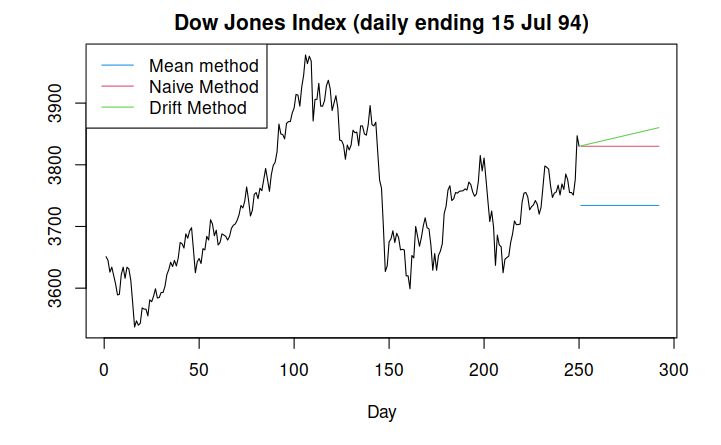 Dow Jones Index (daily ending 15 Jul 94)
Mean method
Naive Method
Drift Method
3900
3800
3700
3600
0 50 100 150 200 250 300
Day